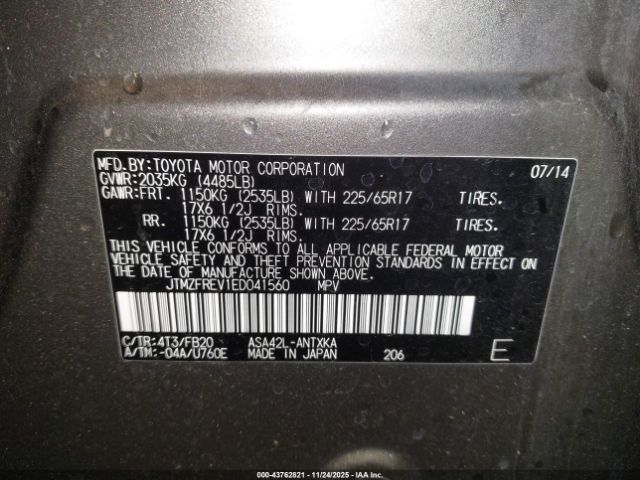 MFD.BY:TOYOTA MOTOR CORPORATION 07/14
GVWR:2035KG (4485LB)
GAWR:FRT. 1150KG (2535LB) WITH 225/65R17 TIRES.
17X6 1/2J RIMS.
RR. 1150KG (2535LB) WITH 225/65R17 TIRES.
17X6 1/2J RIMS.
THIS VEHICLE CONFORMS TO ALL APPLICABLE FEDERAL MOTOR
VEHICLE SAFETY AND THEFT PREVENTION STANDARDS IN EFFECT ON
THE DATE OF MANUFACTURE SHOWN ABOVE.
JTMZFREV1ED041560 MPV
C/TR:4T3/FB20 ASA42L-ANTXKA
A/TM:-04A/U760E MADE IN JAPAN 206 E
000-43762821 - 11/24/2025 - IAA, Inc.